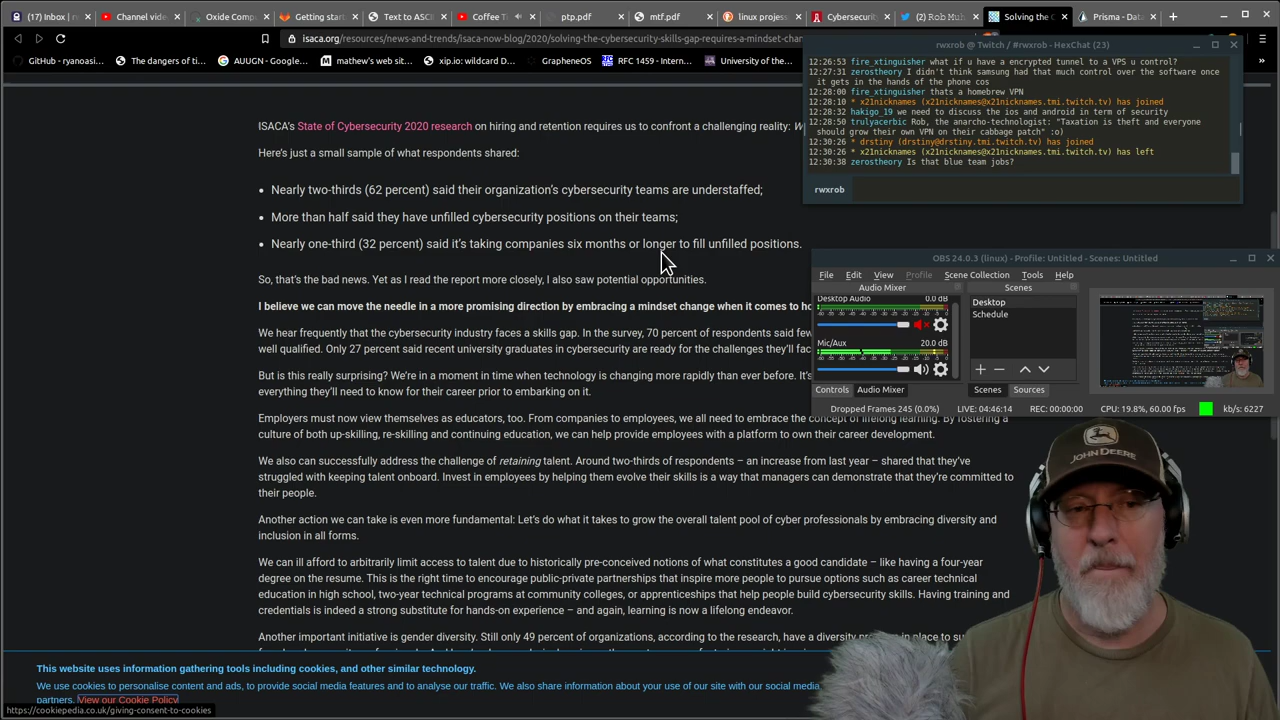 (17) Inbox
Channel video
Oxide Comp
Getting starte
Text to ASC
Coffee T
ptp.pdf
mtf.pdf
linux projes
Cybersecurity
(2) Rob Mu
Solving the C
Prisma - Data
isaca.org/resources/news-and-trends/isaca-now-blog/2020/solving-the-cybersecurity-skills-gap-requires-a-mindset-chan
GitHub - ryanoasi...
The dangers of ti...
AUUGN - Google...
mathew's web sit...
xip.io: wildcard D...
GrapheneOS
RFC 1459 - Intern...
University of the...
»
rwxrob @ Twitch / #rwxrob - HexChat (23)
12:26:53 fire_xtinguisher what if u have a encrypted tunnel to a VPS u control?
12:27:31 zerostheory I didn't think samsung had that much control over the software once
it gets in the hands of the phone cos
12:28:00 fire_xtinguisher thats a homebrew VPN
12:28:10 * x21nicknames (x21nicknames@x21nicknames.tmi.twitch.tv) has joined
12:28:31 hakigo_19 we need to discuss the ios and android in term of security
12:28:50 trulyacerbic Rob, the anarcho-technologist: "Taxation is theft and everyone
should grow their own VPN on their cabbage patch" :o)
12:30:26 * drstiny (drstiny@drstiny.tmi.twitch.tv) has joined
12:30:26 * x21nicknames (x21nicknames@x21nicknames.tmi.twitch.tv) has left
12:30:38 zerostheory Is that blue team jobs?
rwxrob
ISACA's State of Cybersecurity 2020 research on hiring and retention requires us to confront a challenging reality:
Here's just a small sample of what respondents shared:
• Nearly two-thirds (62 percent) said their organization's cybersecurity teams are understaffed;
• More than half said they have unfilled cybersecurity positions on their teams;
• Nearly one-third (32 percent) said it's taking companies six months or longer to fill unfilled positions.
So, that's the bad news. Yet as I read the report more closely, I also saw potential opportunities.
I believe we can move the needle in a more promising direction by embracing a mindset change when it comes to ho
We hear frequently that the cybersecurity industry faces a skills gap. In the survey, 70 percent of respondents said few
well qualified. Only 27 percent said recent university graduates in cybersecurity are ready for the challenges they'll fac
But is this really surprising? We're in a moment in time when technology is changing more rapidly than ever before. It's
everything they'll need to know for their career prior to embarking on it.
Employers must now view themselves as educators, too. From companies to employees, we all need to embrace the concept of lifelong learning. By fostering a
culture of both up-skilling, re-skilling and continuing education, we can help provide employees with a platform to own their career development.
We also can successfully address the challenge of retaining talent. Around two-thirds of respondents – an increase from last year – shared that they've
struggled with keeping talent onboard. Invest in employees by helping them evolve their skills is a way that managers can demonstrate that they're committed to
their people.
Another action we can take is even more fundamental: Let's do what it takes to grow the overall talent pool of cyber professionals by embracing diversity and
inclusion in all forms.
We can ill afford to arbitrarily limit access to talent due to historically pre-conceived notions of what constitutes a good candidate – like having a four-year
degree on the resume. This is the right time to encourage public-private partnerships that inspire more people to pursue options such as career technical
education in high school, two-year technical programs at community colleges, or apprenticeships that help people build cybersecurity skills. Having training and
credentials is indeed a strong substitute for hands-on experience – and again, learning is now a lifelong endeavor.
Another important initiative is gender diversity. Still only 49 percent of organizations, according to the research, have a diversity program in place to su
OBS 24.0.3 (linux) - Profile: Untitled - Scenes: Untitled
File Edit View Profile Scene Collection Tools Help
Audio Mixer
Scenes
Desktop Audio 0.0 dB
Mic/Aux 20.0 dB
Desktop
Schedule
Controls Audio Mixer
Scenes Sources
Dropped Frames 245 (0.0%) LIVE: 04:46:14 REC: 00:00:00 CPU: 19.8%, 60.00 fps kb/s: 6227
JOHN DEERE
This website uses information gathering tools including cookies, and other similar technology.
We use cookies to personalise content and ads, to provide social media features and to analyse our traffic. We also share information about your use of our site with our social media
partners. View our Cookie Policy
https://cookiepedia.co.uk/giving-consent-to-cookies